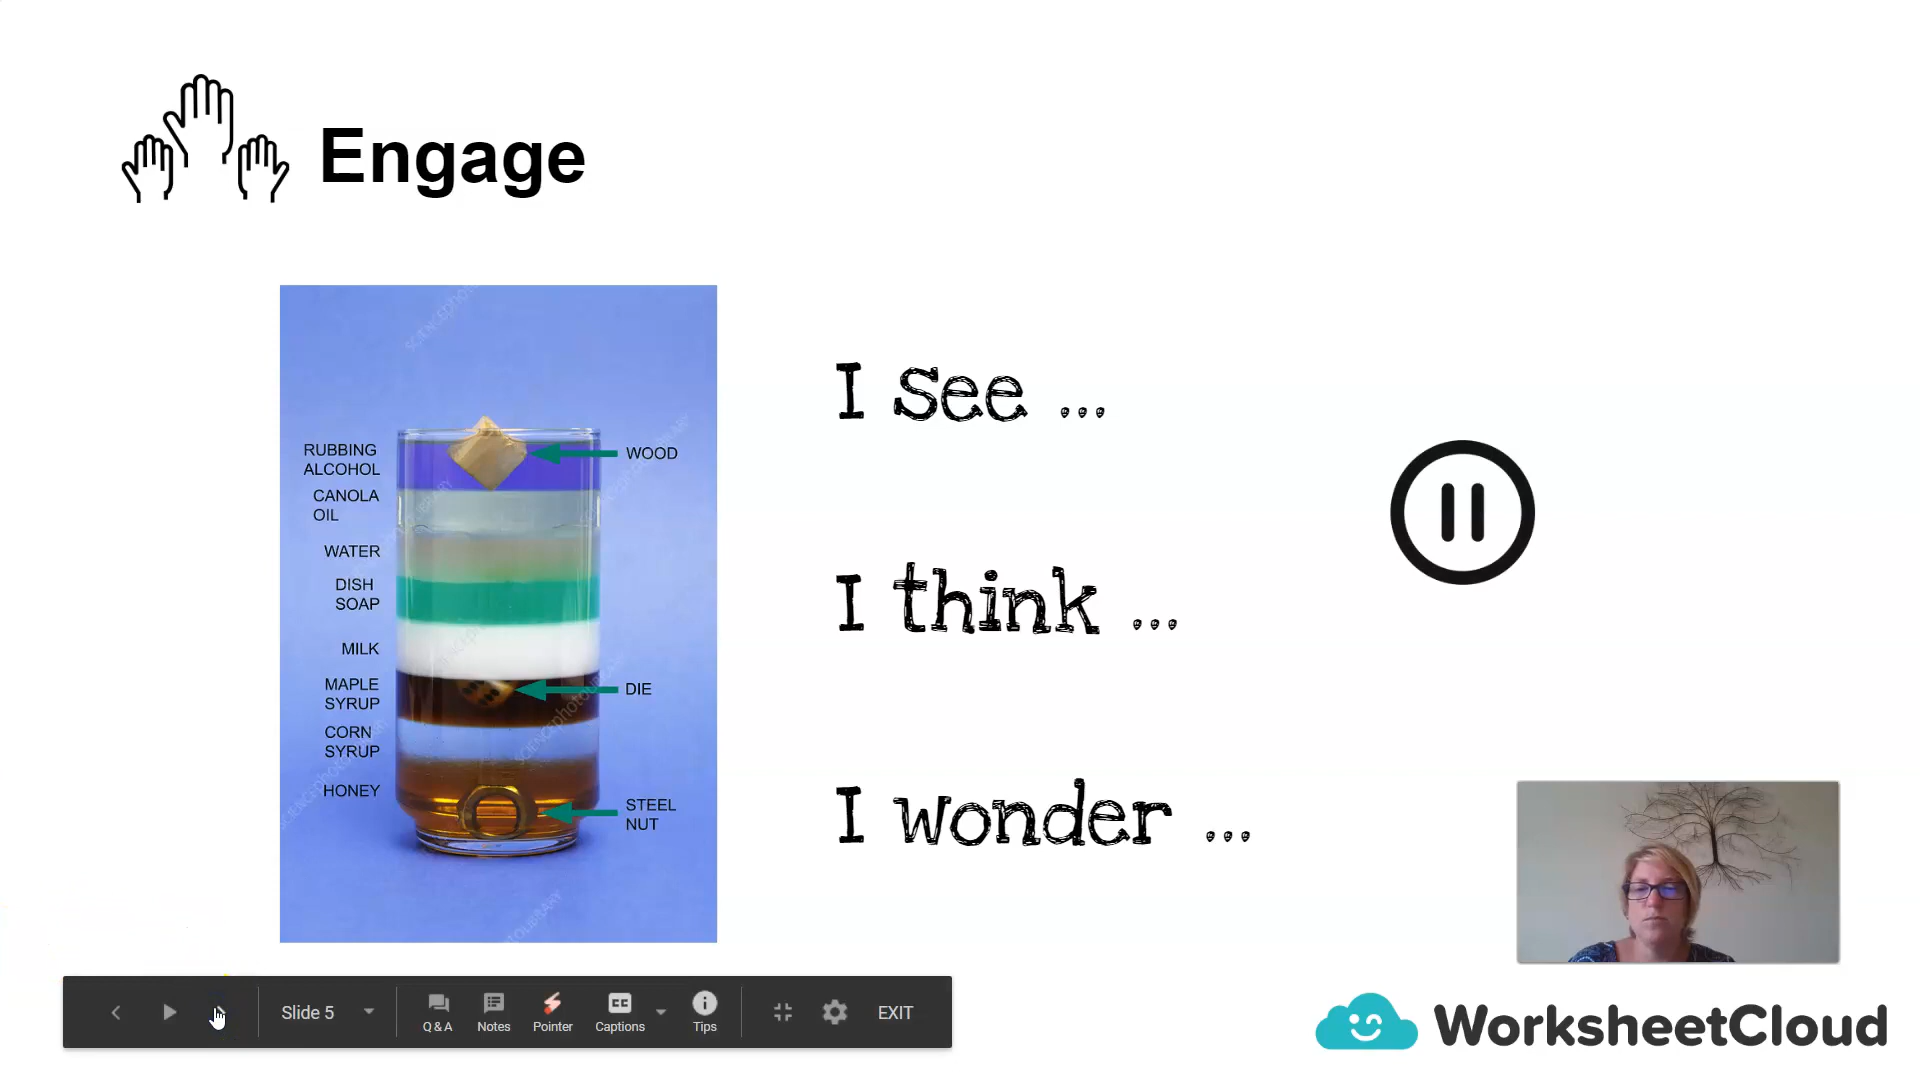 Engage
RUBBING
ALCOHOL
CANOLA
OIL
WATER
DISH
SOAP
MILK
MAPLE
SYRUP
CORN
SYRUP
HONEY
WOOD
DIE
STEEL
NUT
I see ...
I think ...
I wonder ...
Slide 5
Q & A
Notes
Pointer
CC
Captions
Tips
EXIT
WorksheetCloud